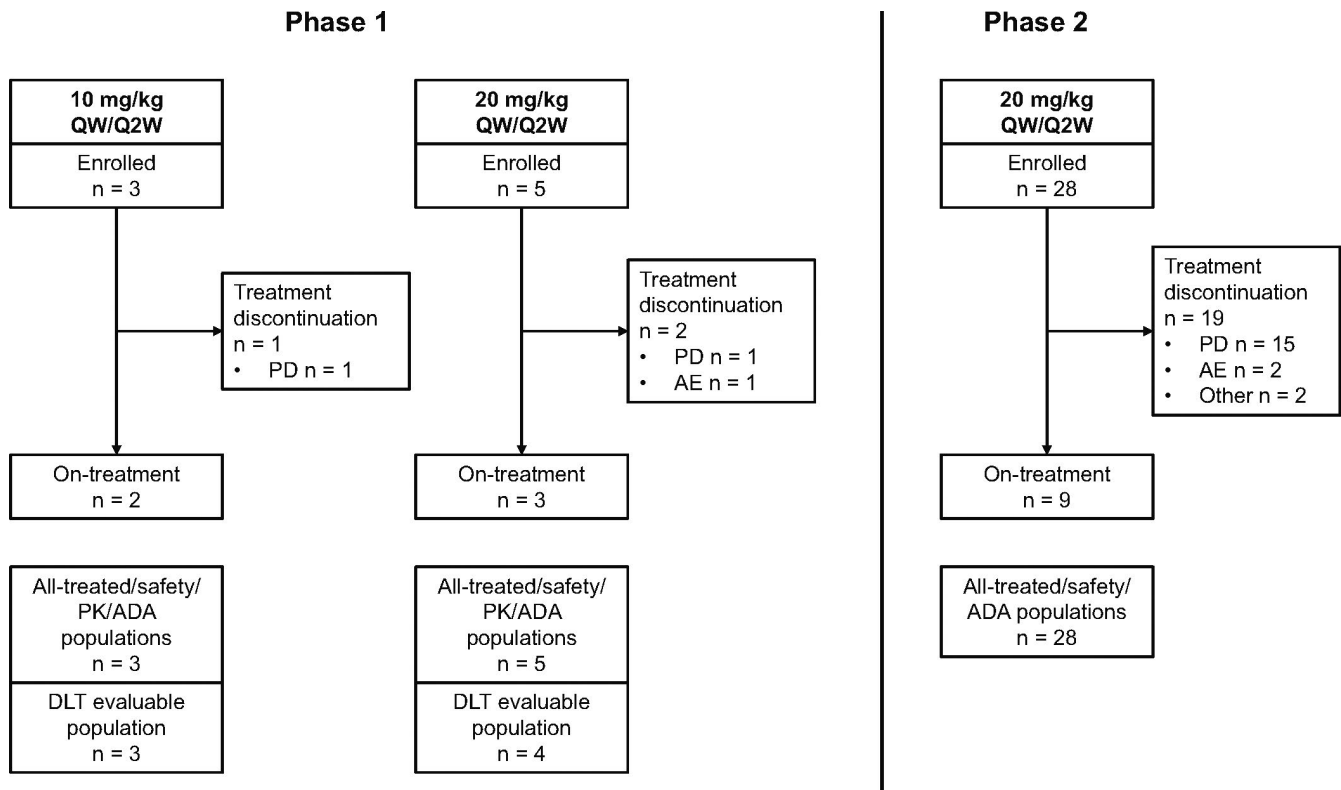 Phase 1
10 mg/kg
QW/Q2W
Enrolled
n = 3
Treatment
discontinuation
n = 1
• PD n = 1
On-treatment
n = 2
All-treated/safety/
PK/ADA
populations
n = 3
DLT evaluable
population
n = 3
20 mg/kg
QW/Q2W
Enrolled
n = 5
Treatment
discontinuation
n = 2
• PD n = 1
• AE n = 1
On-treatment
n = 3
All-treated/safety/
PK/ADA
populations
n = 5
DLT evaluable
population
n = 4
Phase 2
20 mg/kg
QW/Q2W
Enrolled
n = 28
Treatment
discontinuation
n = 19
• PD n = 15
• AE n = 2
• Other n = 2
On-treatment
n = 9
All-treated/safety/
ADA populations
n = 28